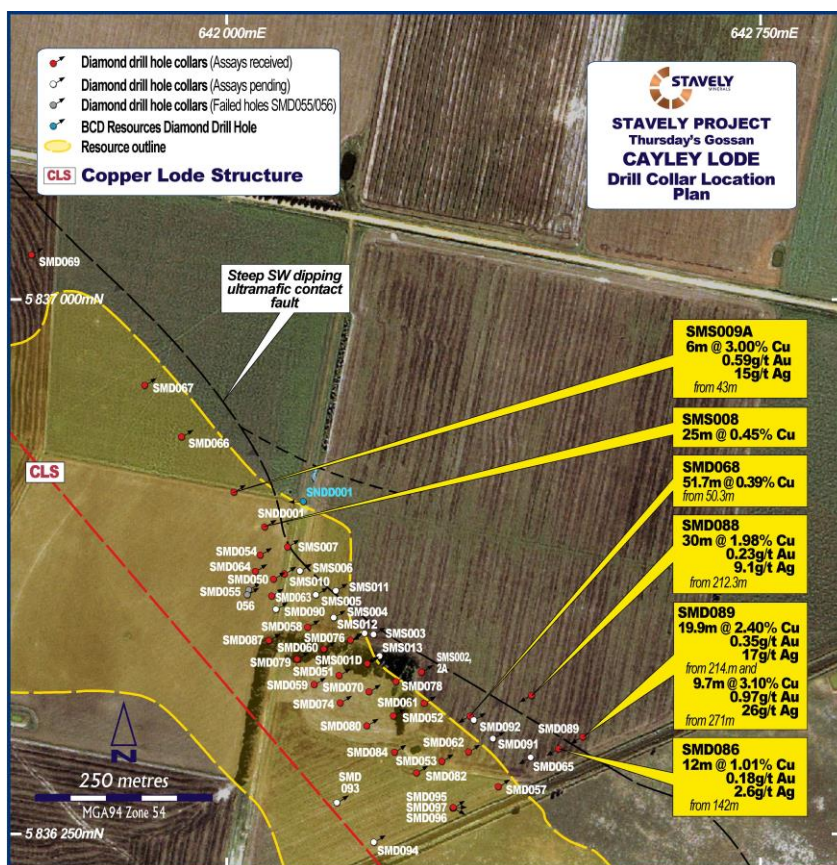 642 000mE
642 750mE
Diamond drill hole collars (Assays received)
Diamond drill hole collars (Assays pending)
Diamond drill hole collars (Failed holes SMD055/056)
BCD Resources Diamond Drill Hole
Resource outline
CLS Copper Lode Structure
STAVELY
MINERALS
STAVELY PROJECT
Thursday's Gossan
CAYLEY LODE
Drill Collar Location
Plan
SMD069
5 837 000mN
Steep SW dipping
ultramafic contact
fault
SMS009A
6m @ 3.00% Cu
0.59g/t Au
15g/t Ag
from 43m
SMD067
SMS008
25m @ 0.45% Cu
SMD066
CLS
SMD068
51.7m @ 0.39% Cu
from 50.3m
SNDD001
SNDD001
SMD088
30m @ 1.98% Cu
0.23g/t Au
9.1g/t Ag
from 212.3m
SMS007
SMD054
SMD064
SMS006
SMD050
SMS010
SMS011
SMD055
056
SMD063
SMS005
SMD090
SMS004
SMD058
SMS012
SMD087
SMD076
SMS003
SMD060
SMS013
SMD079
SMS001D
SMS002,
2A
SMD051
SMD059
SMD070
SMD078
SMD074
SMD061
SMD080
SMD052
SMD092
SMD089
SMD084
SMD062
SMD091
SMD053
SMD065
SMD082
SMD057
SMD089
19.9m @ 2.40% Cu
0.35g/t Au
17g/t Ag
from 214.m and
9.7m @ 3.10% Cu
0.97g/t Au
26g/t Ag
from 271m
SMD086
12m @ 1.01% Cu
0.18g/t Au
2.6g/t Ag
from 142m
N
250 metres
MGA94 Zone 54
SMD
093
SMD095
SMD097
SMD096
5 836 250mN
SMD094